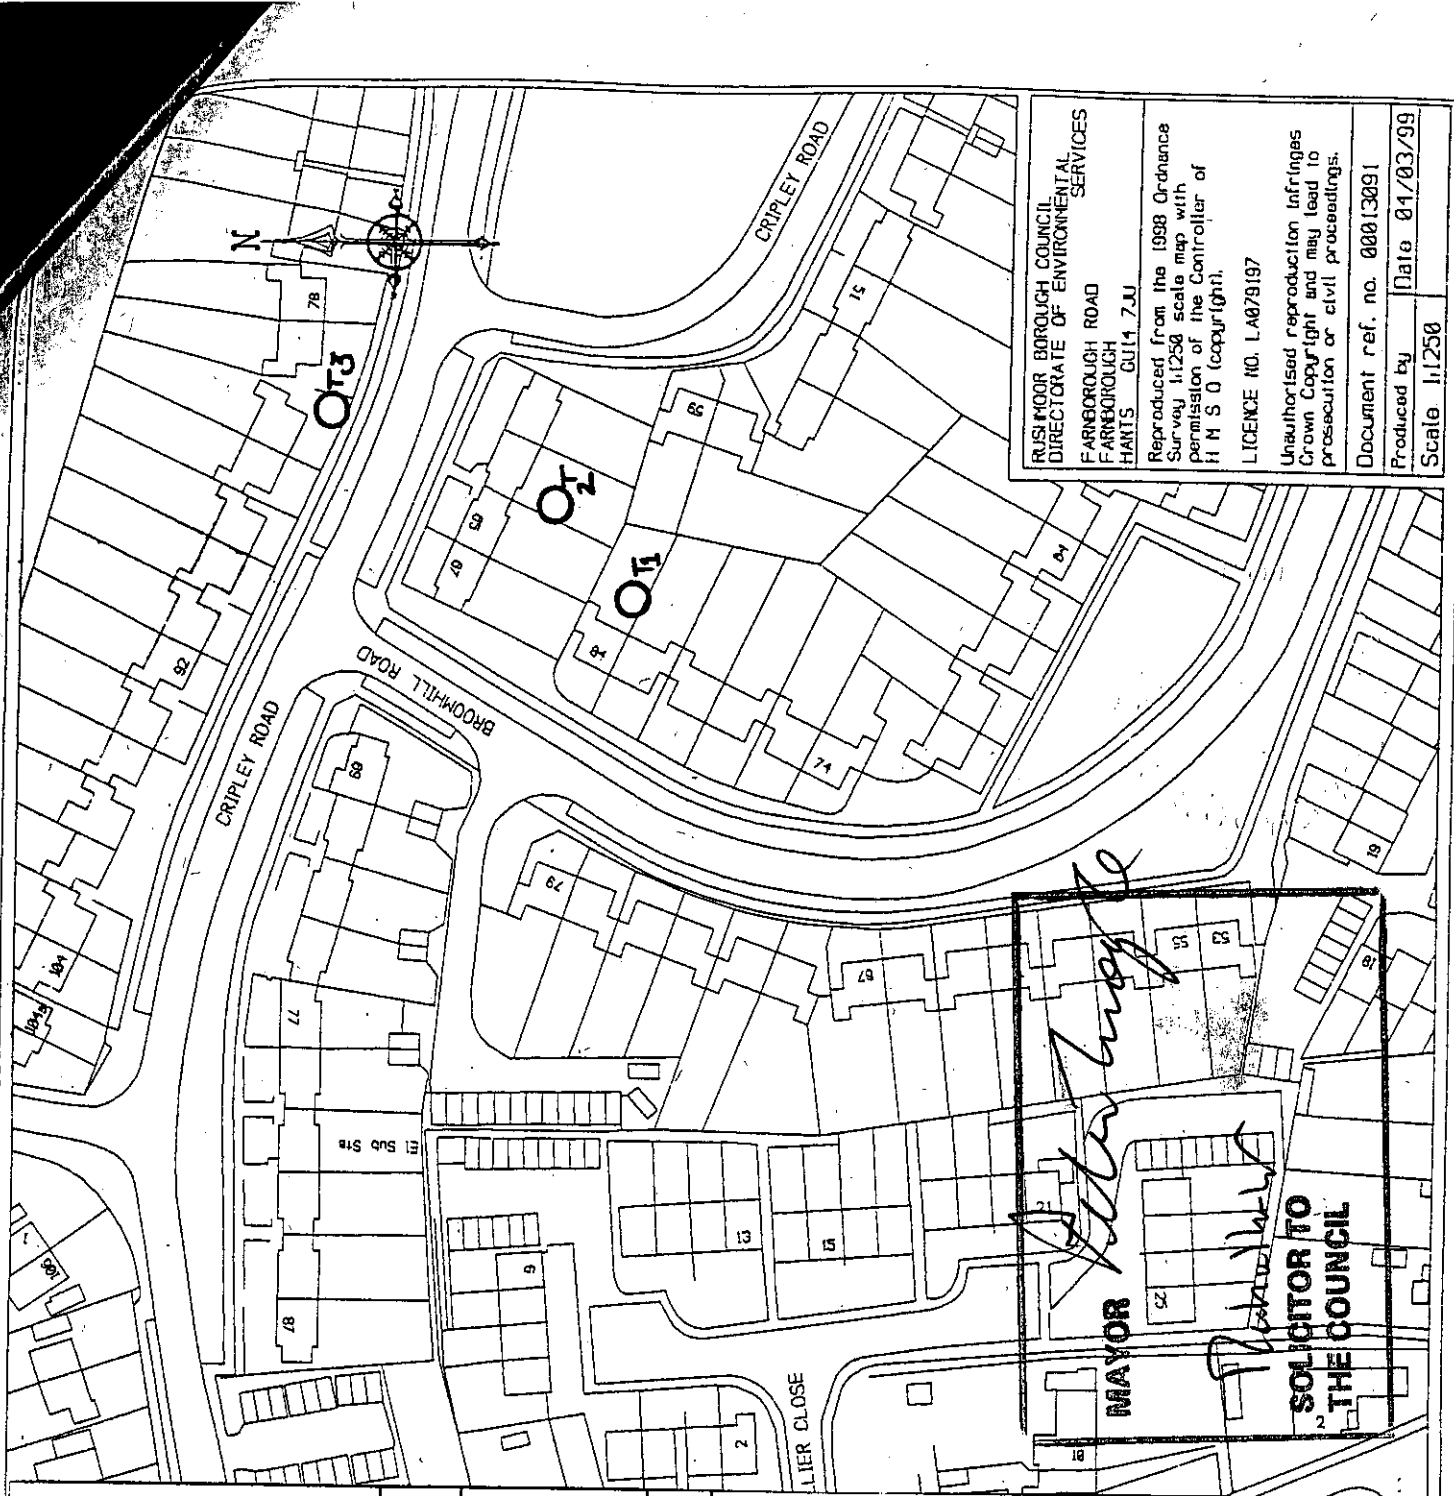 N
T3
T2
T1
CRIPLEY ROAD
CRIPLEY ROAD
BROOMHILL ROAD
LLIER CLOSE
El Sub Sta
78
92
104
104a
106
1
51
59
65
67
84
74
84
69
77
87
79
67
55
53
19
18
21
25
13
15
9
2
81
2
RUSHMOOR BOROUGH COUNCIL
DIRECTORATE OF ENVIRONMENTAL
SERVICES
FARNBOROUGH ROAD
FARNBOROUGH
HANTS GU14 7JU
Reproduced from the 1998 Ordnance
Survey 1:1250 scale map with
permission of the Controller of
H M S O (copyright).
LICENCE NO. LA079197
Unauthorised reproduction infringes
Crown Copyright and may lead to
prosecution or civil proceedings.
Document ref. no. 00013091
Produced by Date 04/03/99
Scale 1:1250
MAYOR
SOLICITOR TO
THE COUNCIL